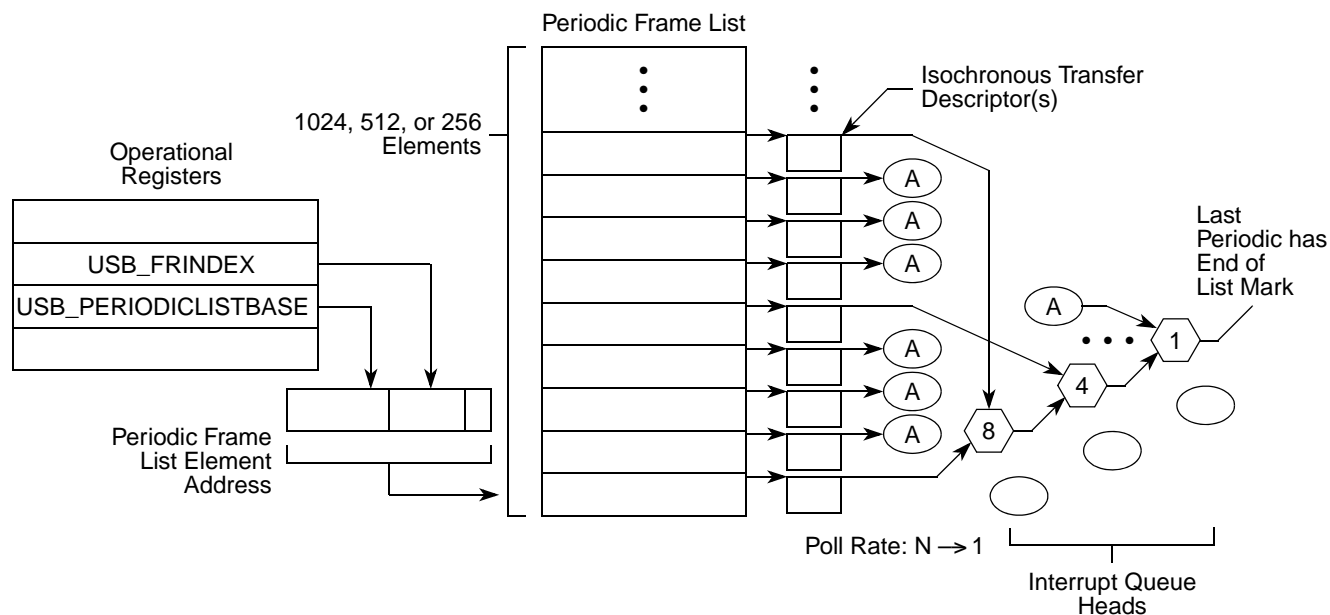 Periodic Frame List
1024, 512, or 256
Elements
Isochronous Transfer
Descriptor(s)
Operational
Registers
USB_FRINDEX
USB_PERIODICLISTBASE
Periodic Frame
List Element
Address
A
A
A
A
A
A
A
8
4
1
Last
Periodic has
End of
List Mark
Poll Rate: N → 1
Interrupt Queue
Heads